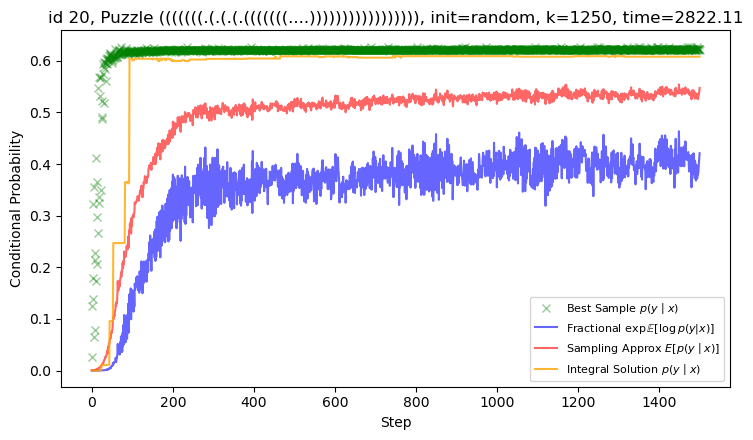 id 20, Puzzle (((((((.(.(.(.(((((((....)))))))))))))))))), init=random, k=1250, time=2822.11
Conditional Probability
0.6
0.5
0.4
0.3
0.2
0.1
0.0
Best Sample p(y | x)
Fractional exp 𝔼[log p(y|x)]
Sampling Approx E[p(y | x)]
Integral Solution p(y | x)
0 200 400 600 800 1000 1200 1400
Step